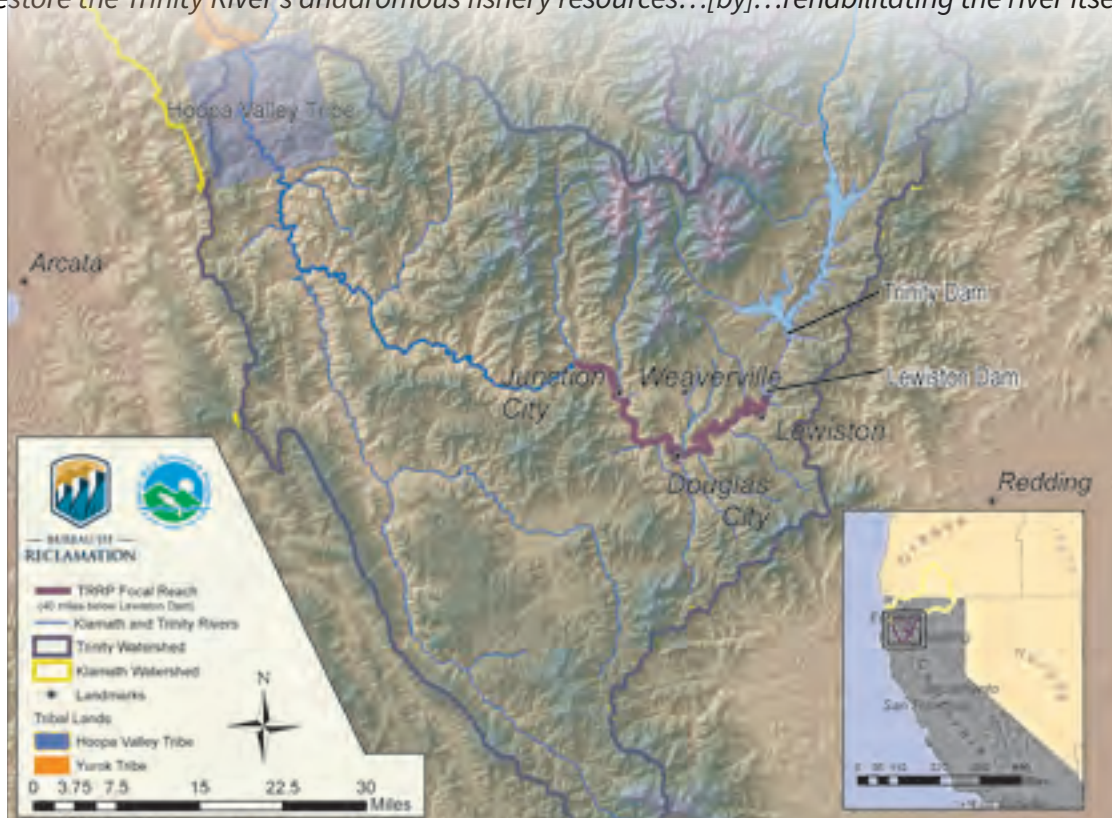 estore the Trinity River's anadromous fishery resources…[by]…rehabilitating the river itse
Hoopa Valley Tribe
Arcata
Trinity Dam
Junction
City
Weaverville
Lewiston Dam
Lewiston
Douglas
City
Redding
BUREAU OF
RECLAMATION
TRRP Focal Reach
(40 miles below Lewiston Dam)
Klamath and Trinity Rivers
Trinity Watershed
Klamath Watershed
Landmarks
Tribal Lands
Hoopa Valley Tribe
Yurok Tribe
N
0 3.75 7.5 15 22.5 30
Miles